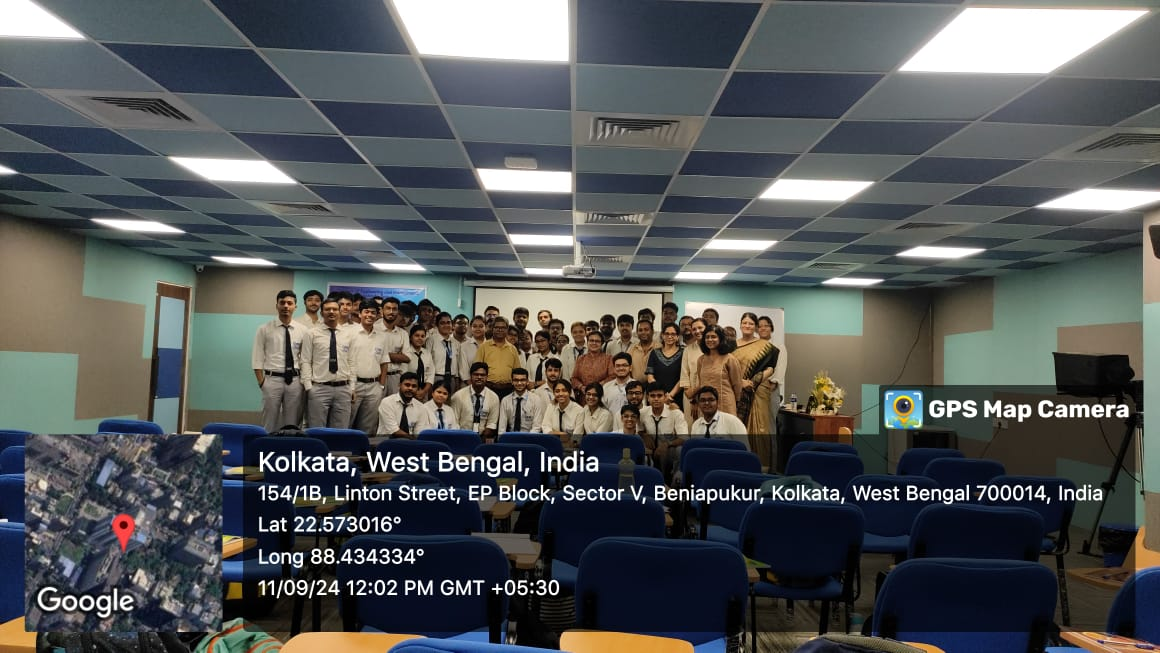 GPS Map Camera
Kolkata, West Bengal, India
154/1B, Linton Street, EP Block, Sector V, Beniapukur, Kolkata, West Bengal 700014, India
Lat 22.573016°
Long 88.434334°
11/09/24 12:02 PM GMT +05:30
Google